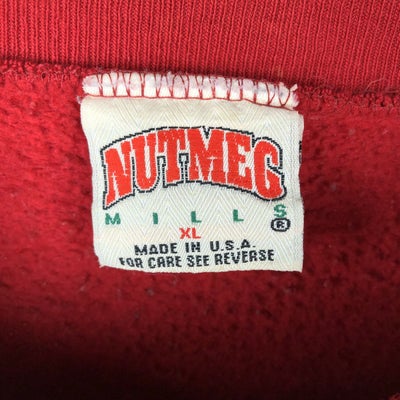 NUTMEG
MILLS®
XL
MADE IN U.S.A.
FOR CARE SEE REVERSE